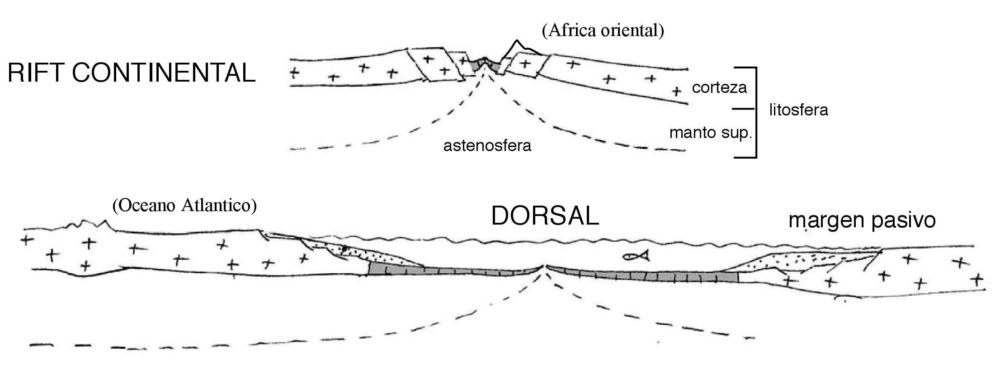 (Africa oriental)
RIFT CONTINENTAL
corteza
litosfera
manto sup.
astenosfera
(Oceano Atlantico)
DORSAL
margen pasivo